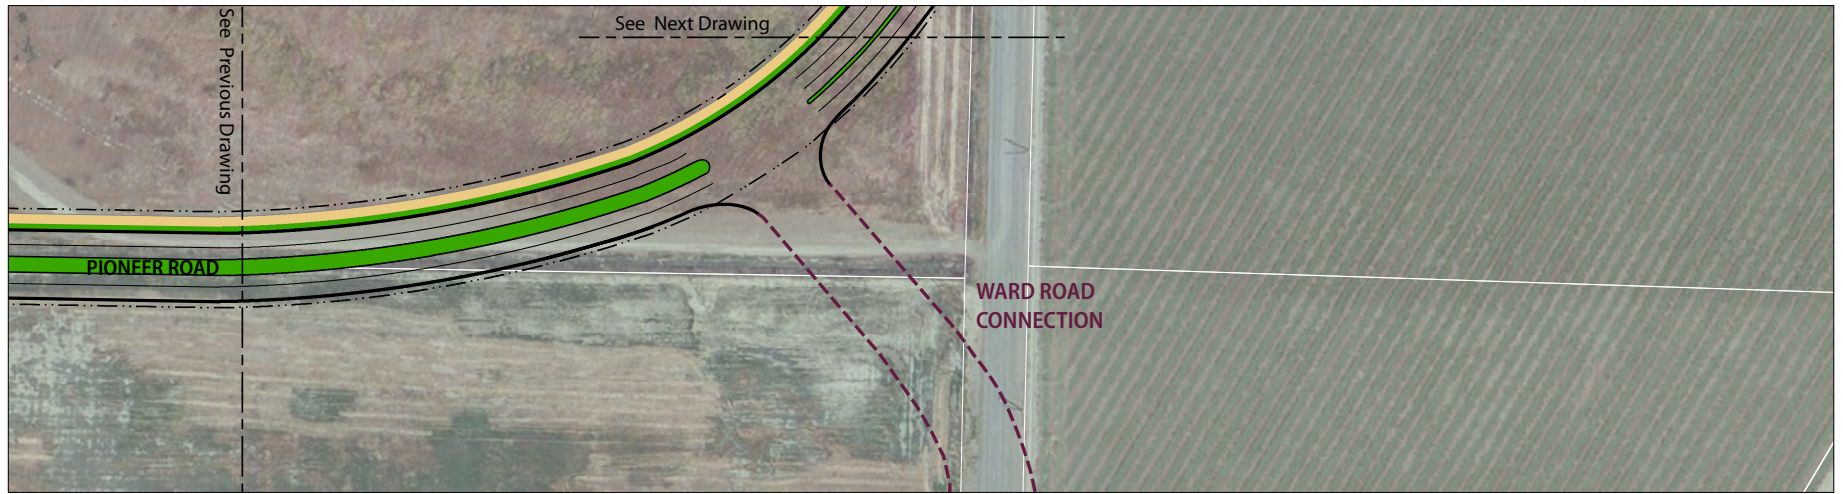 See Next Drawing
See Previous Drawing
PIONEER ROAD
WARD ROAD
CONNECTION